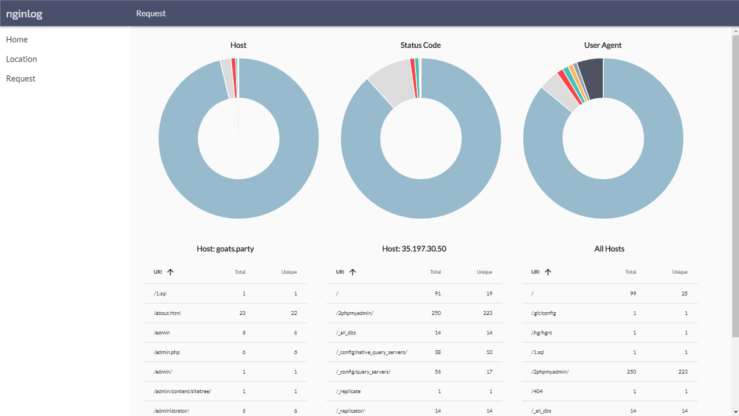 nginlog
Request
Home
Location
Request
Host
Status Code
User Agent
Host: goats.party
URI Total Unique
/1.sql 1 1
/about.html 23 22
/admin 6 6
/admin.php 6 6
/admin/ 1 1
/admin/content/sitetree/ 1 1
/administrator/ 6 6
Host: 35.197.30.50
URI Total Unique
/ 91 19
/2phpmyadmin/ 250 223
/_all_dbs 14 14
/_config/native_query_servers/ 38 10
/_config/query_servers/ 56 17
/_replicate 1 1
/_replicator/ 14 14
All Hosts
URI Total Unique
/ 99 25
/.git/config 1 1
/.hg/hgrc 1 1
/1.sql 1 1
/2phpmyadmin/ 250 223
/404 1 1
/_all_dbs 14 14